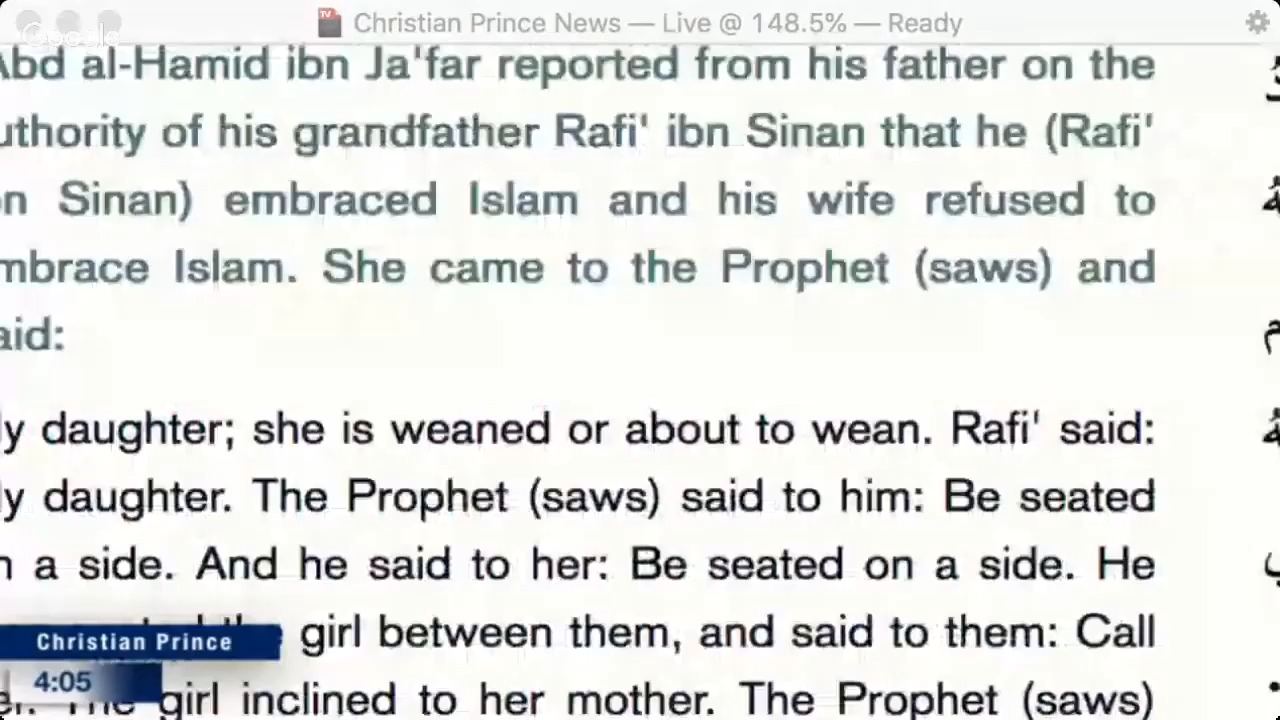 Christian Prince News — Live @ 148.5% — Ready
Abd al-Hamid ibn Ja'far reported from his father on the
uthority of his grandfather Rafi' ibn Sinan that he (Rafi'
n Sinan) embraced Islam and his wife refused to
mbrace Islam. She came to the Prophet (saws) and
aid:
y daughter; she is weaned or about to wean. Rafi' said:
y daughter. The Prophet (saws) said to him: Be seated
n a side. And he said to her: Be seated on a side. He
girl between them, and said to them: Call
girl inclined to her mother. The Prophet (saws)
Christian Prince
4:05